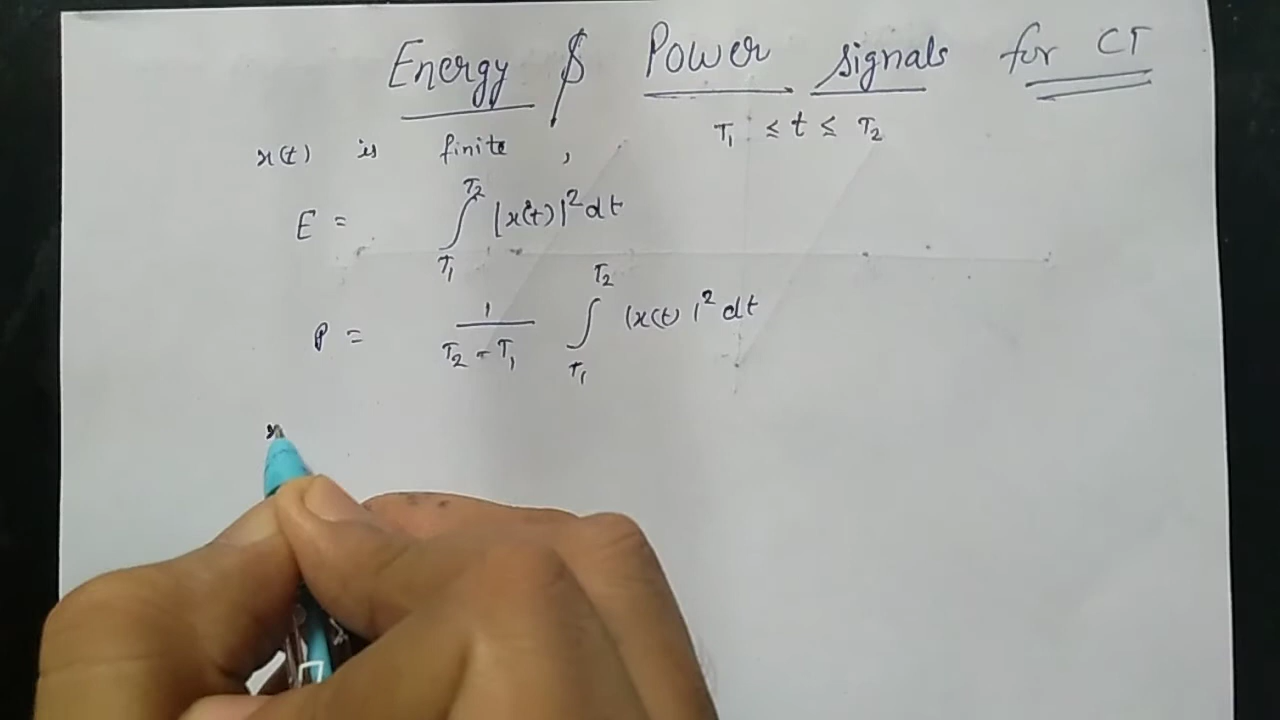 Energy & Power signals for CT
x(t) is finite , T₁ ≤ t ≤ T₂
E = ∫_{T₁}^{T₂} |x(t)|² dt
P = 1/(T₂ - T₁) ∫_{T₁}^{T₂} |x(t)|² dt
x